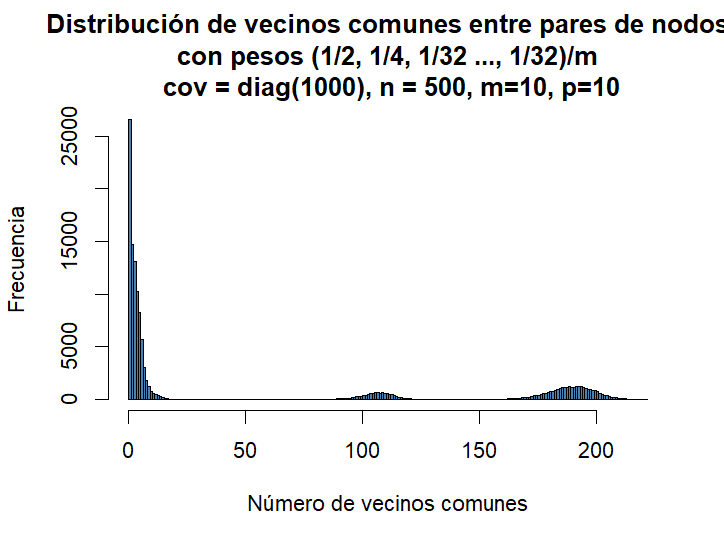 Distribución de vecinos comunes entre pares de nodos
con pesos (1/2, 1/4, 1/32 ..., 1/32)/m
cov = diag(1000), n = 500, m=10, p=10
25000
15000
5000
0
Frecuencia
0 50 100 150 200
Número de vecinos comunes